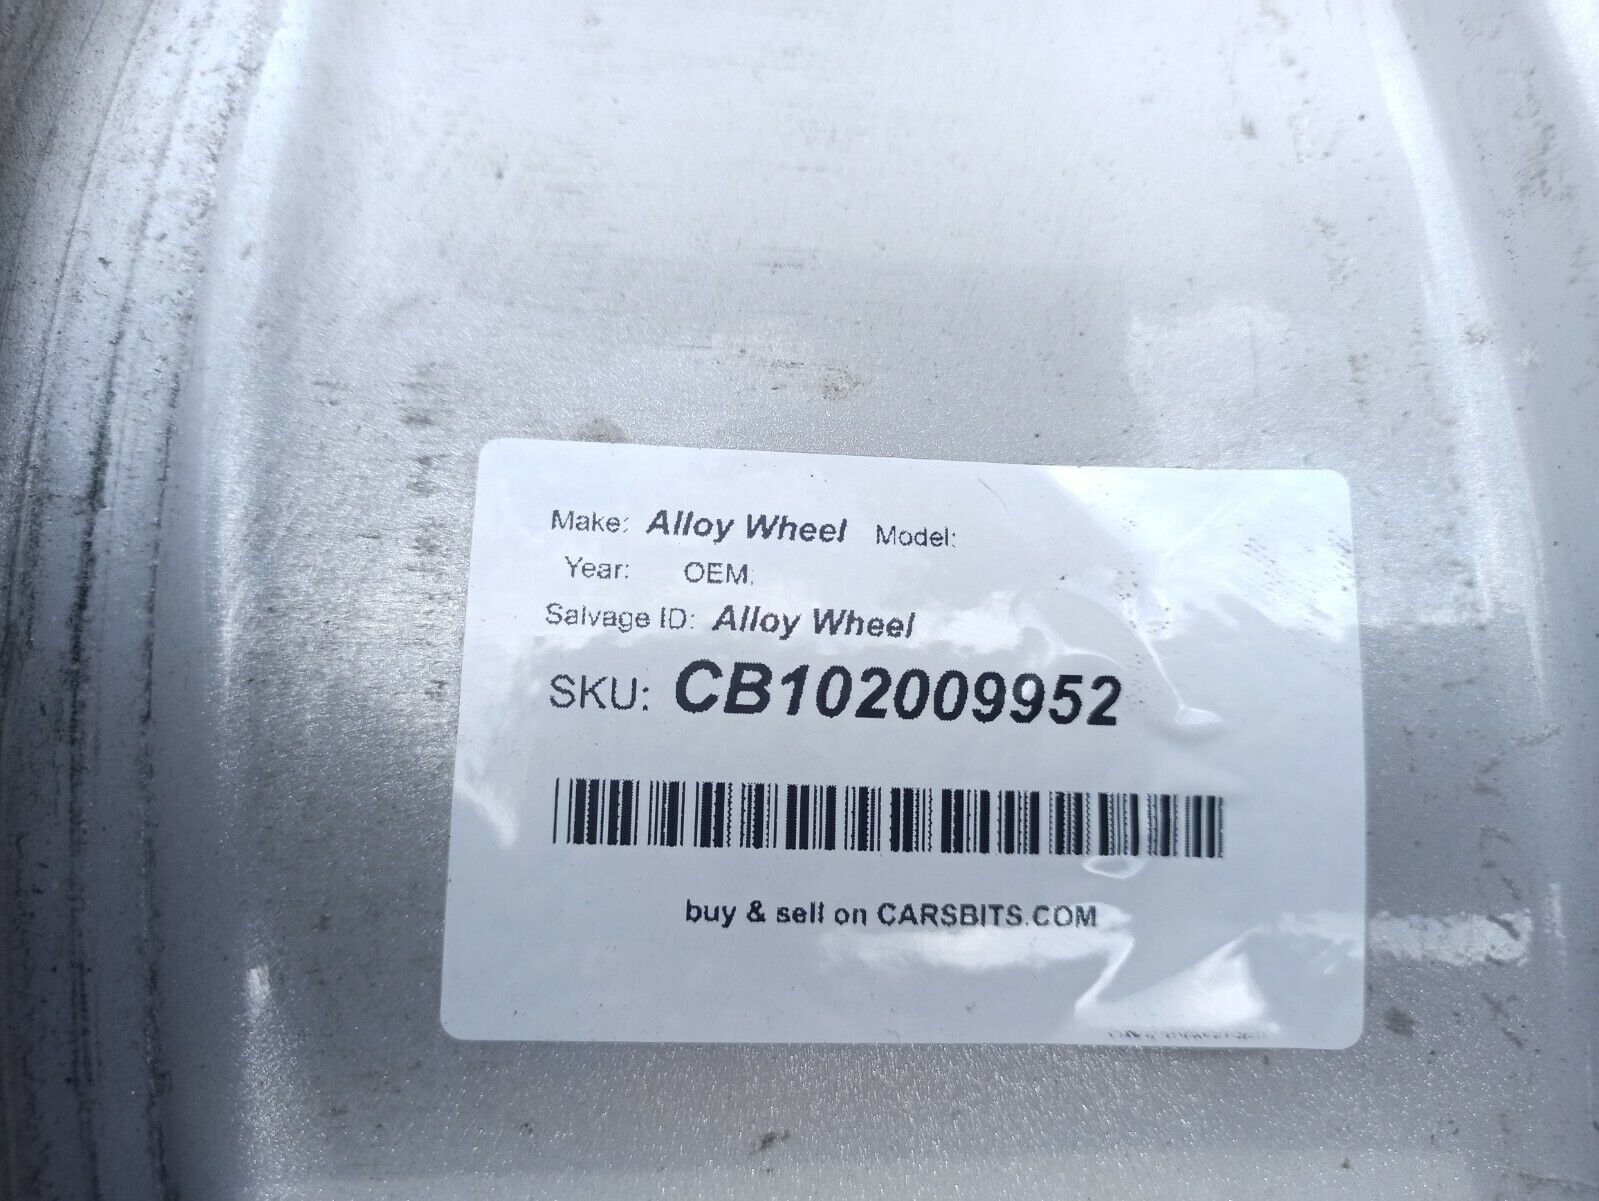 Make: Alloy Wheel Model:
Year: OEM:
Salvage ID: Alloy Wheel
SKU: CB102009952
buy & sell on CARSBITS.COM